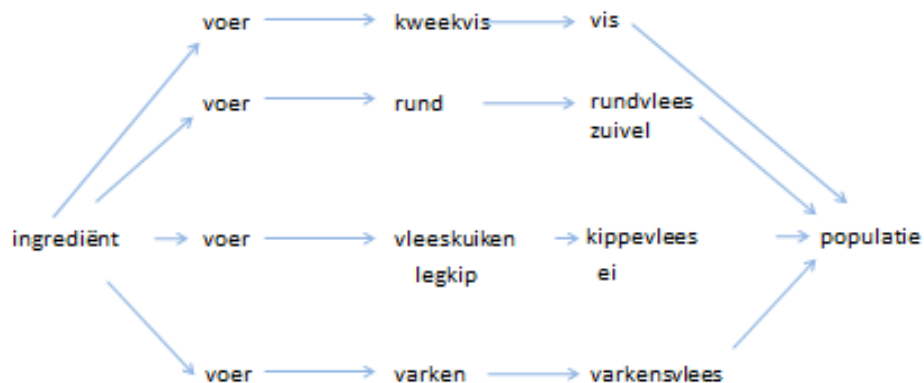 voer kweekvis vis
voer rund rundvlees
zuivel
ingrediënt voer vleeskuiken kippevlees populatie
legkip ei
voer varken varkensvlees